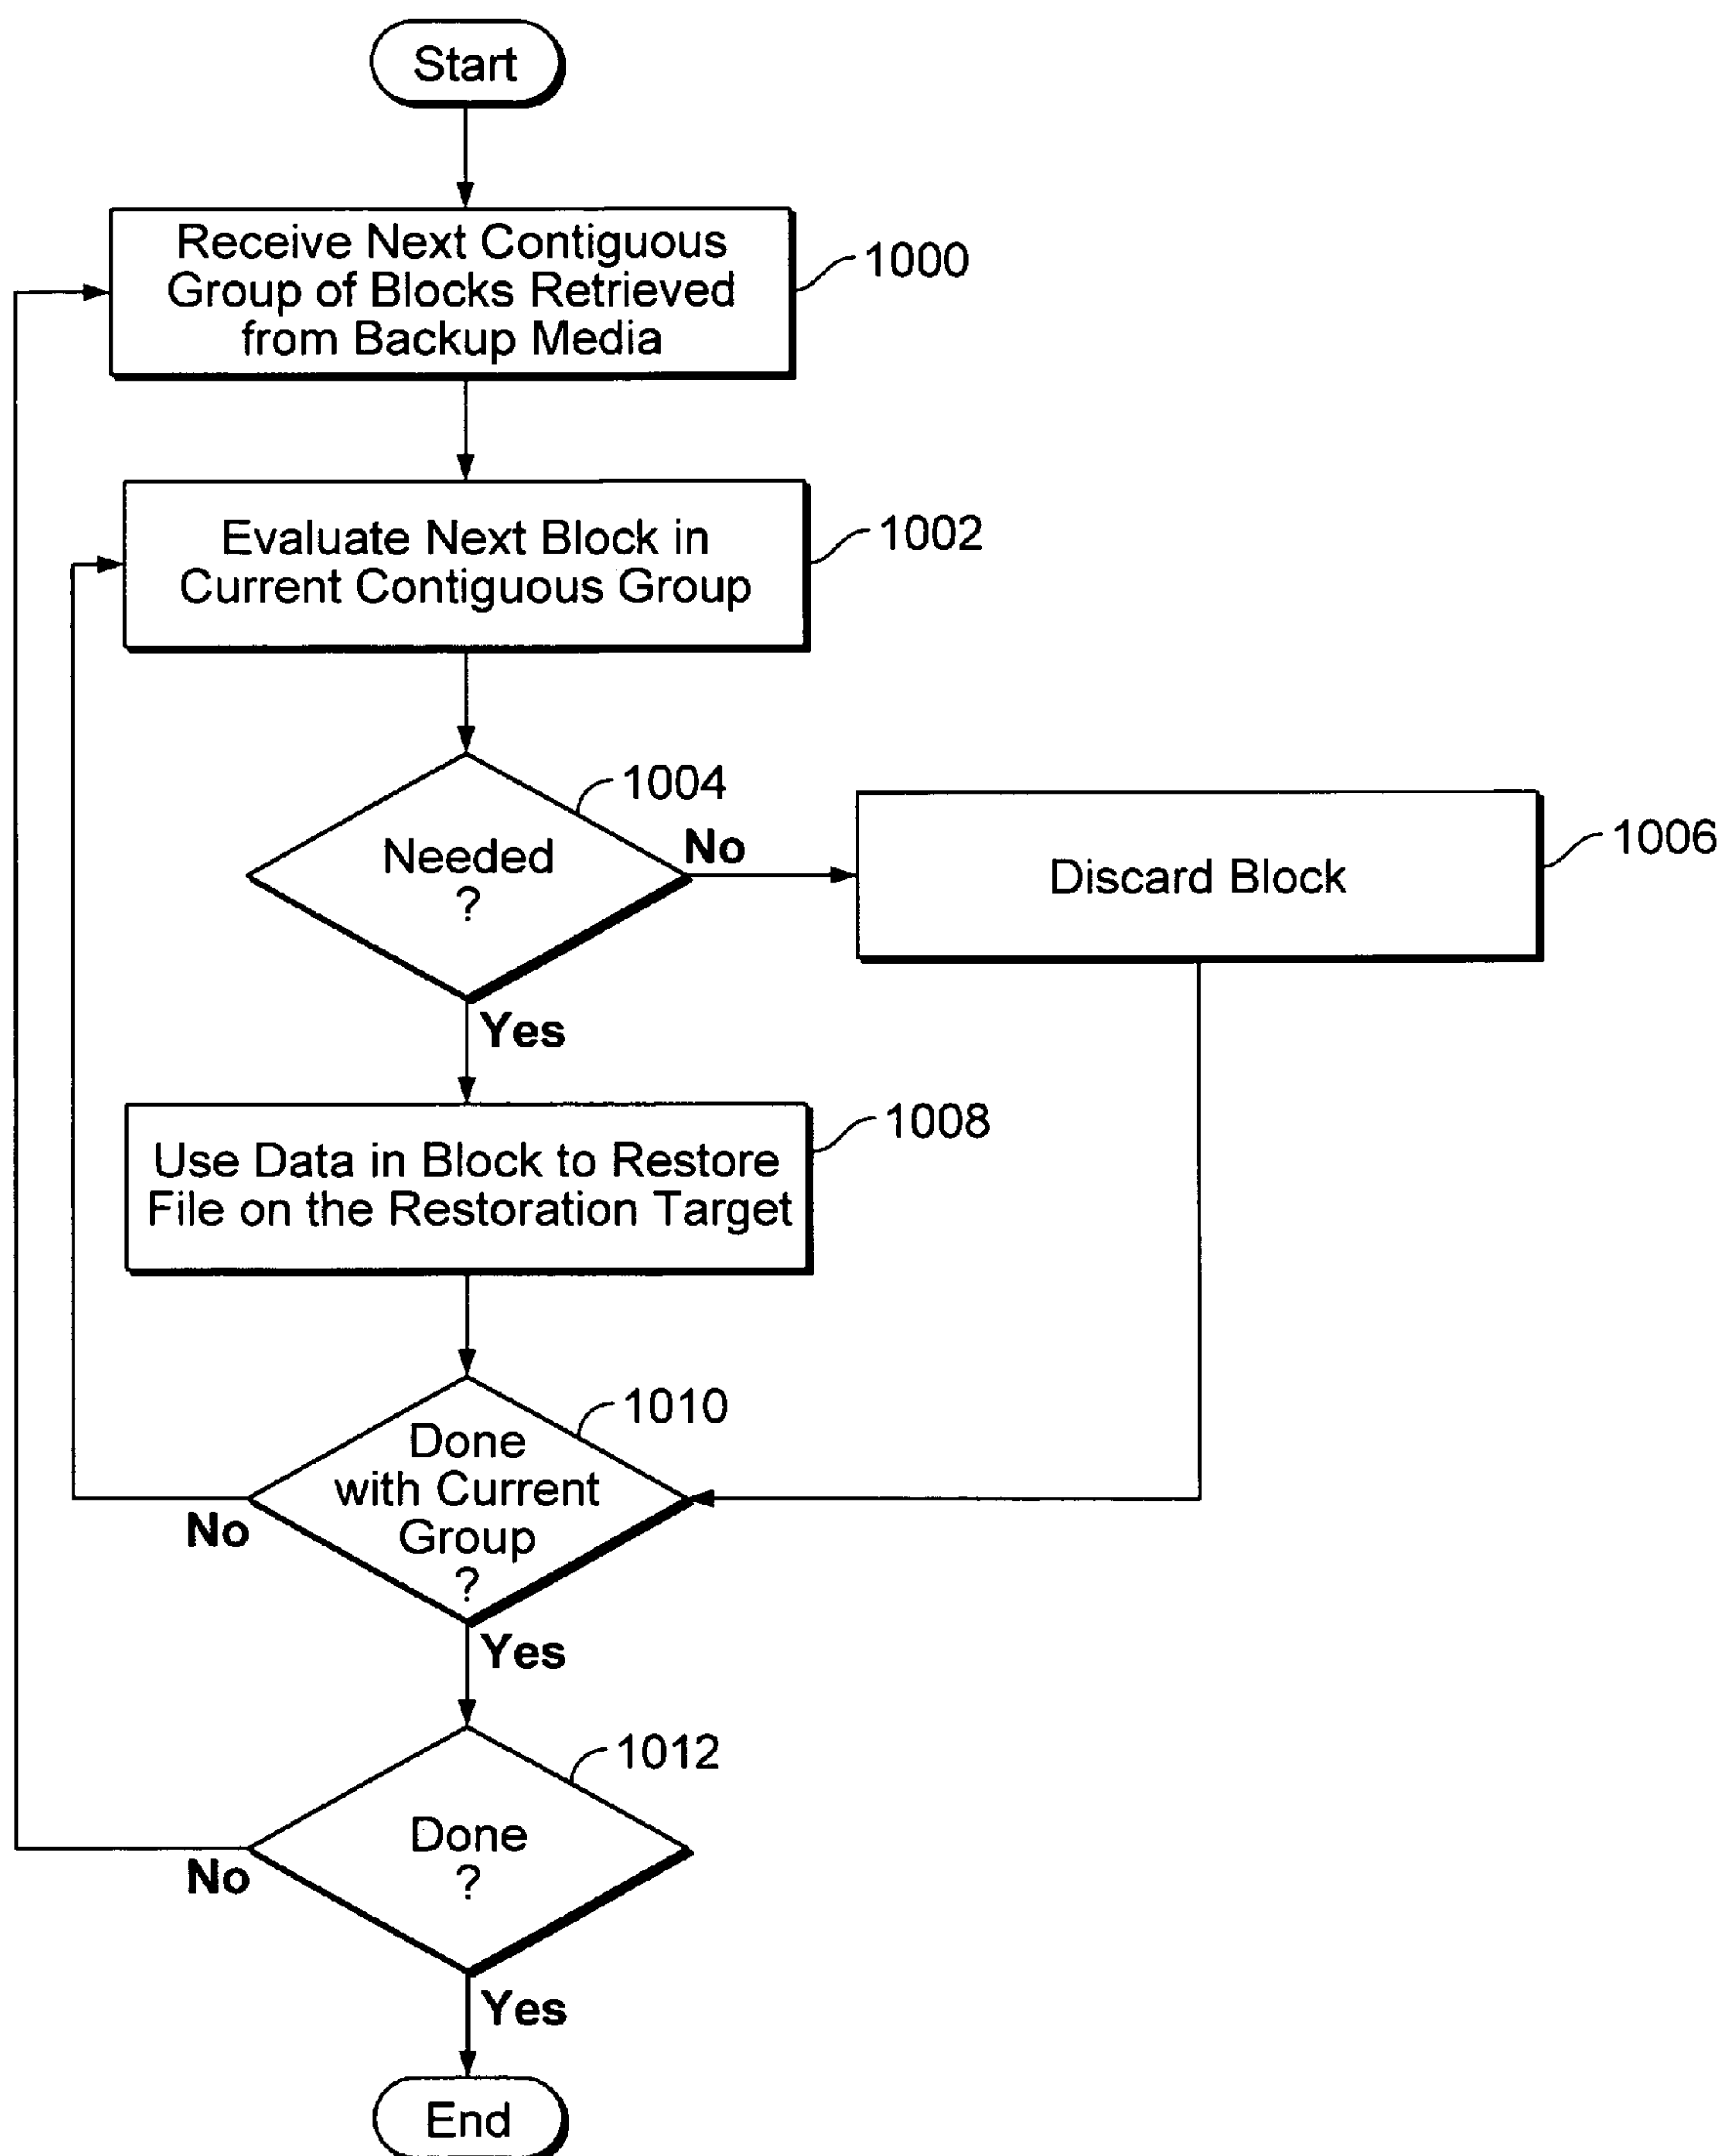 Start
Receive Next Contiguous
Group of Blocks Retrieved
from Backup Media
1000
Evaluate Next Block in
Current Contiguous Group
1002
1004
Needed
?
No
Discard Block
1006
Yes
Use Data in Block to Restore
File on the Restoration Target
1008
1010
Done
with Current
Group
?
No
Yes
1012
Done
?
No
Yes
End